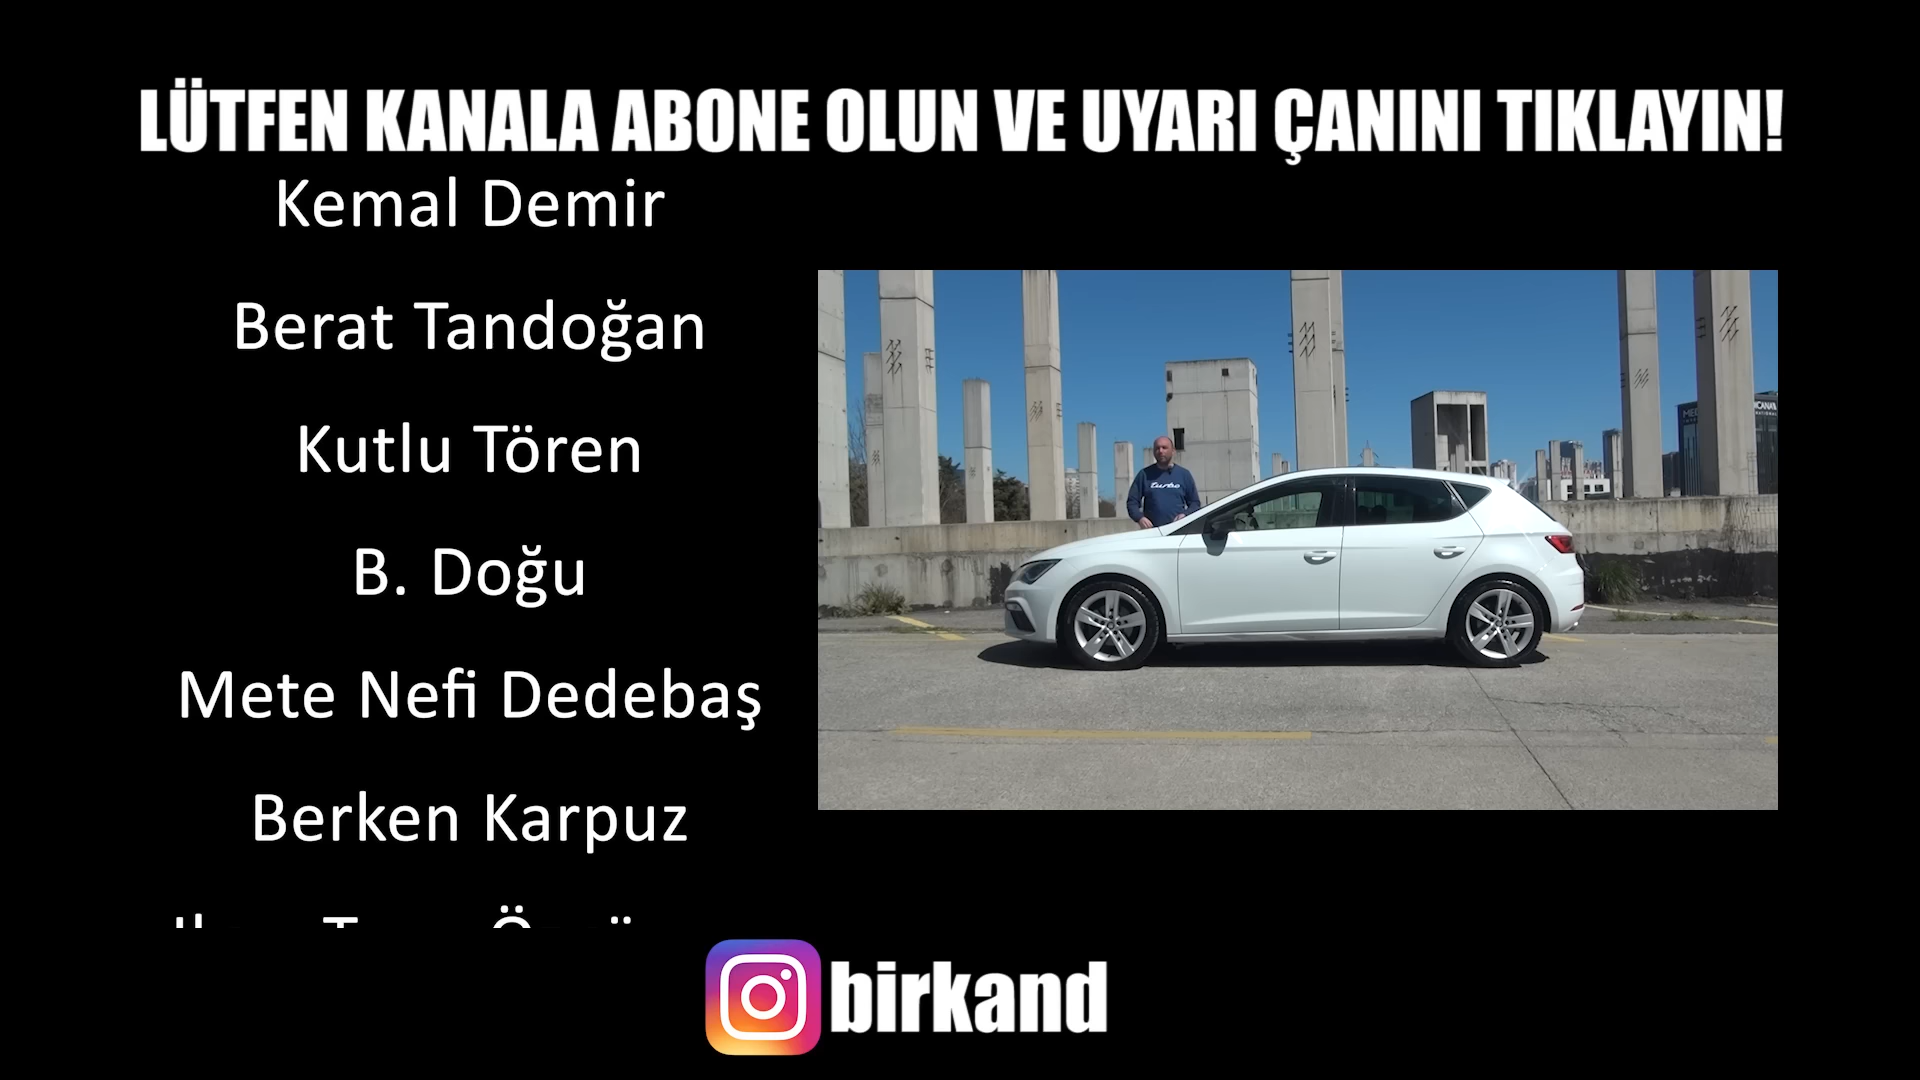 LÜTFEN KANALA ABONE OLUN VE UYARI ÇANINI TIKLAYIN!
Kemal Demir
Berat Tandoğan
Kutlu Tören
B. Doğu
Mete Nefi Dedebaş
Berken Karpuz
turbo
birkand